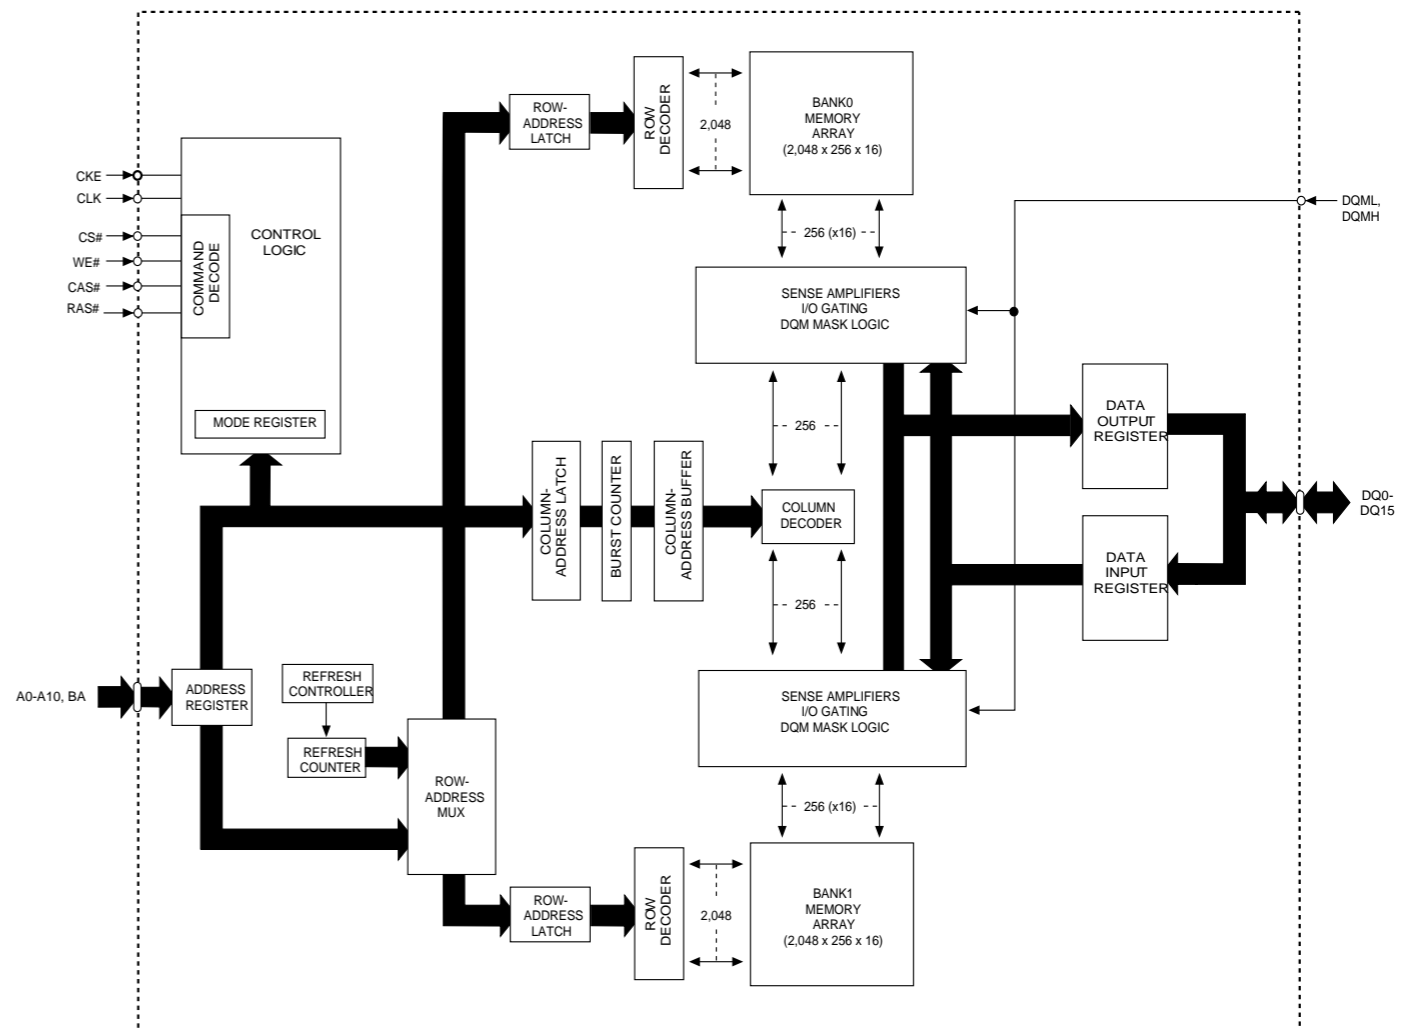 ROW-
ADDRESS
LATCH
ROW
DECODER
2,048
BANK0
MEMORY
ARRAY
(2,048 x 256 x 16)
CKE
CLK
CS#
WE#
CAS#
RAS#
COMMAND
DECODE
CONTROL
LOGIC
MODE REGISTER
256 (x16)
DQML,
DQMH
SENSE AMPLIFIERS
I/O GATING
DQM MASK LOGIC
256
DATA
OUTPUT
REGISTER
COLUMN-
ADDRESS LATCH
BURST COUNTER
COLUMN-
ADDRESS BUFFER
COLUMN
DECODER
DQ0-
DQ15
DATA
INPUT
REGISTER
256
A0-A10, BA
ADDRESS
REGISTER
REFRESH
CONTROLLER
REFRESH
COUNTER
ROW-
ADDRESS
MUX
SENSE AMPLIFIERS
I/O GATING
DQM MASK LOGIC
256 (x16)
ROW-
ADDRESS
LATCH
ROW
DECODER
2,048
BANK1
MEMORY
ARRAY
(2,048 x 256 x 16)